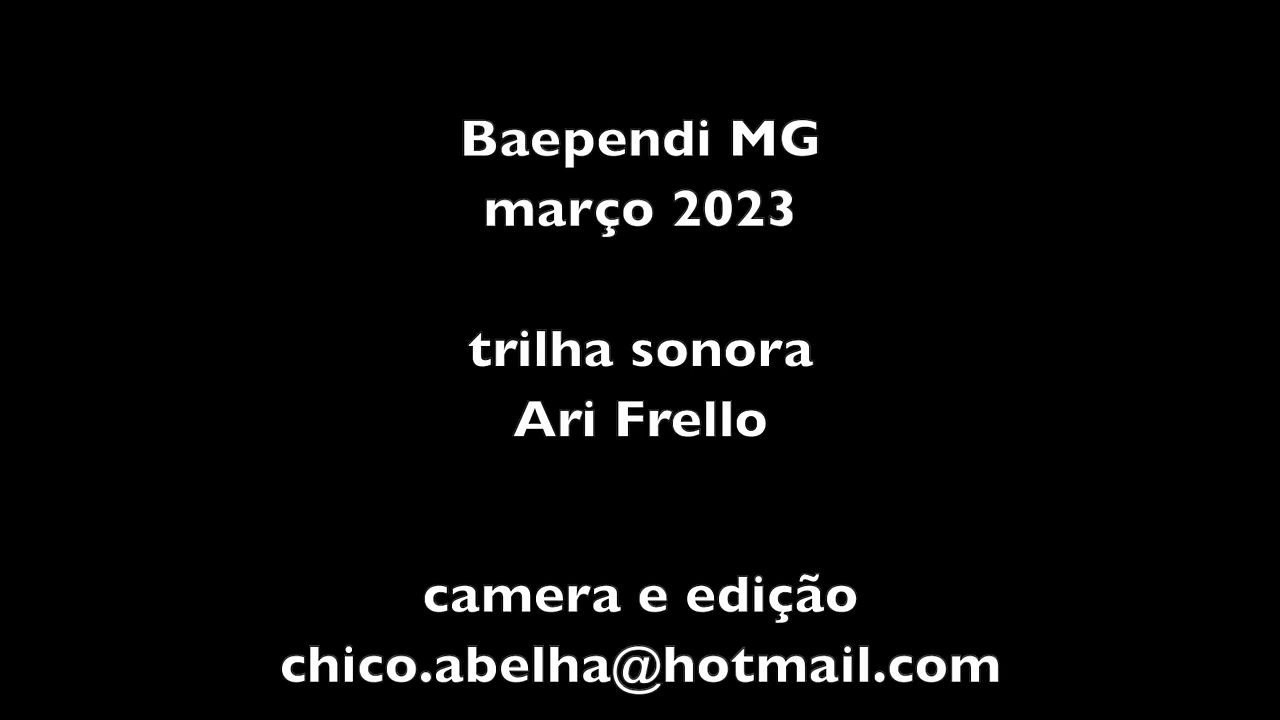 Baependi MG
março 2023
trilha sonora
Ari Frello
camera e edição
chico.abelha@hotmail.com